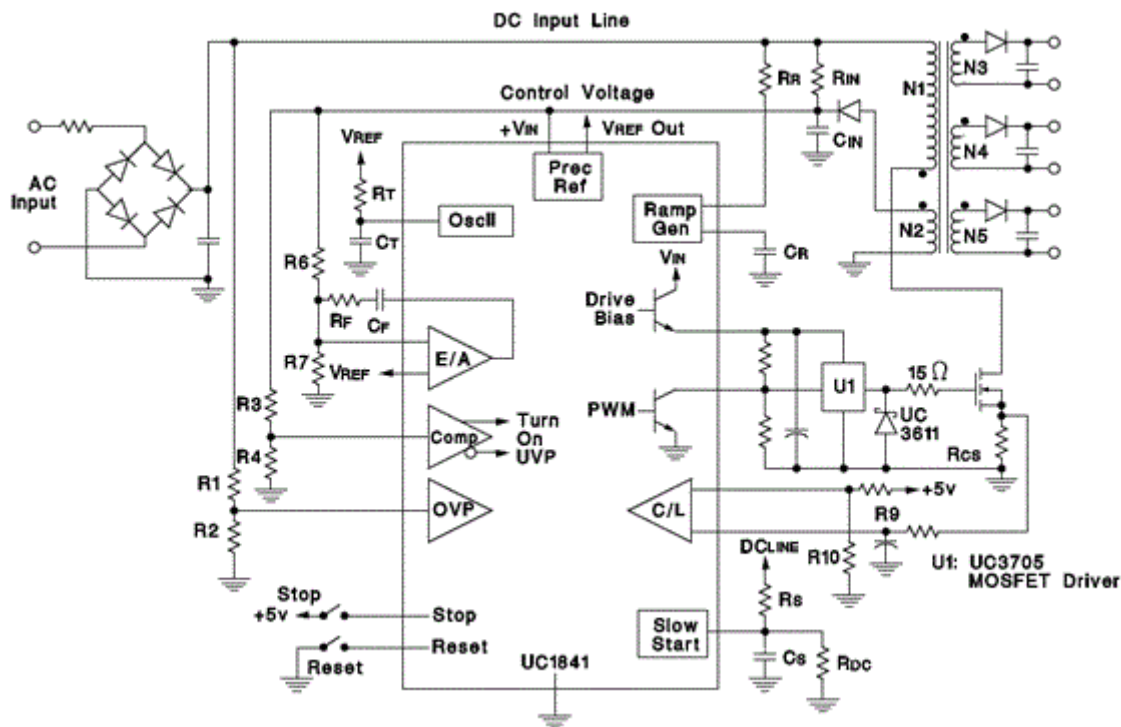 DC Input Line
RR
RIN
N1
N3
Control Voltage
+VIN
VREF Out
CIN
N4
VREF
Prec
Ref
AC
Input
RT
Oscil
Ramp
Gen
N2
N5
CT
CR
R6
VIN
Drive
Bias
RF
CF
E/A
15 Ω
R7
VREF
U1
R3
PWM
UC
3611
Turn
On
UVP
Comp
R4
RCS
R1
OVP
C/L
+5v
R2
R9
DCLINE
R10
U1: UC3705
MOSFET Driver
Stop
+5v
Stop
RS
Slow
Start
Reset
Reset
UC1841
CS
RDC